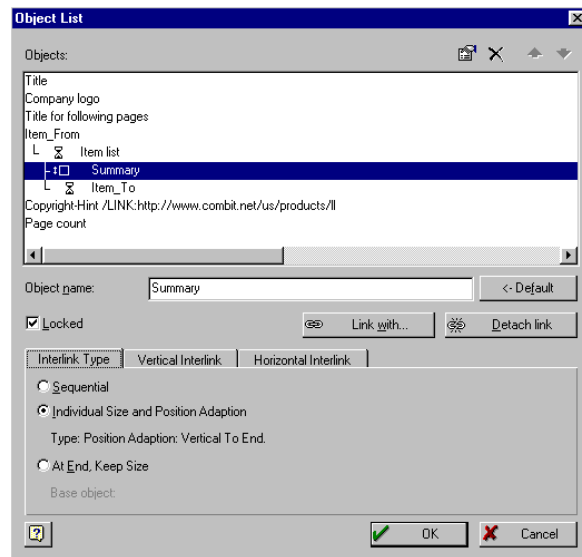 Object List
Objects:
Title
Company logo
Title for following pages
Item_From
Item list
Summary
Item_To
Copyright-Hint /LINK:http://www.combit.net/us/products/ll
Page count
Object name: Summary <- Default
Locked Link with... Detach link
Interlink Type Vertical Interlink Horizontal Interlink
Sequential
Individual Size and Position Adaption
Type: Position Adaption: Vertical To End.
At End, Keep Size
Base object:
OK Cancel